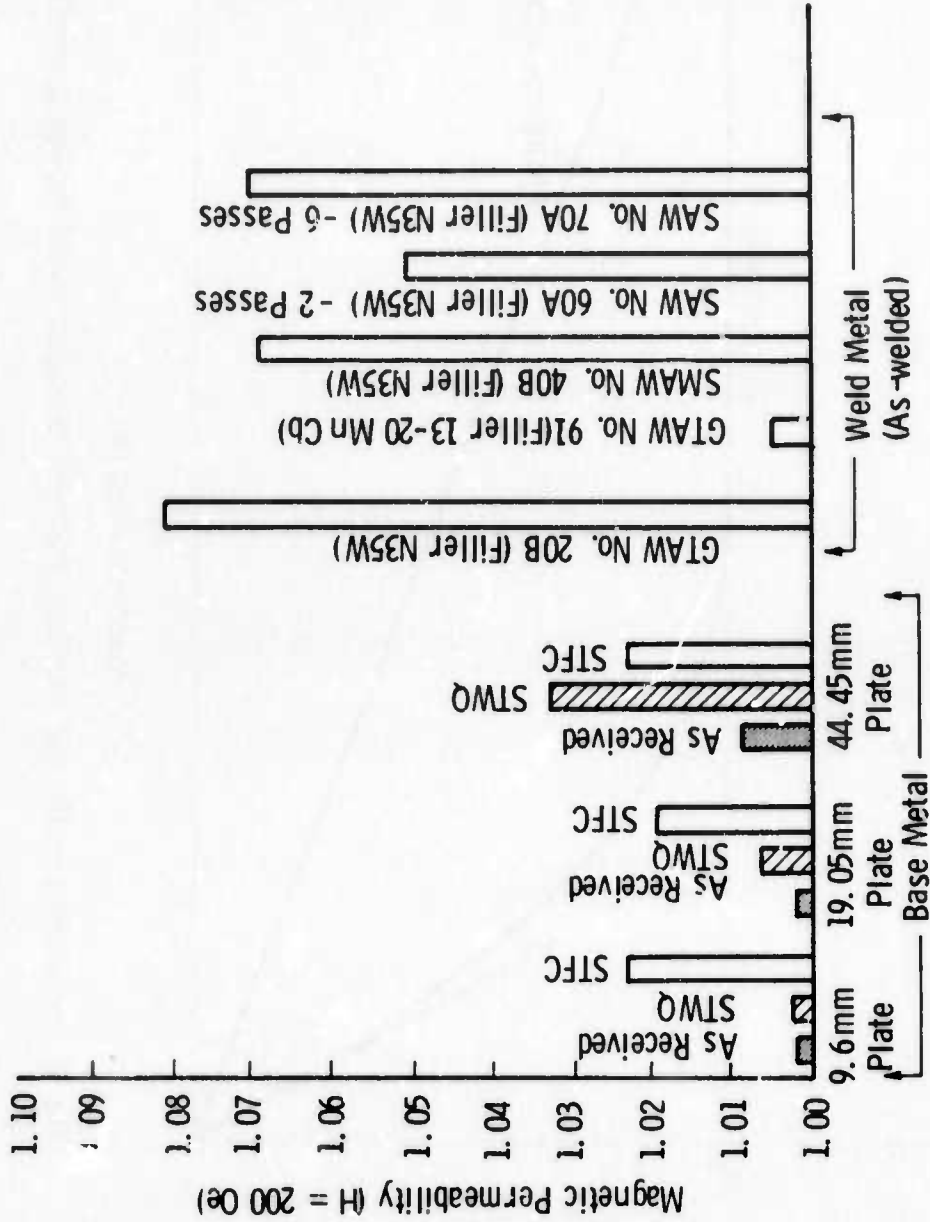 Magnetic Permeability (H = 200 Oe)
1.10
1.09
1.08
1.07
1.06
1.05
1.04
1.03
1.02
1.01
1.00
As Received
STWQ
STFC
As Received
STWQ
STFC
As Received
STWQ
STFC
GTAW No. 20B (Filler N35W)
GTAW No. 91(Filler 13-20 Mn Cb)
SMAW No. 40B (Filler N35W)
SAW No. 60A (Filler N35W) - 2 Passes
SAW No. 70A (Filler N35W) - 6 Passes
9.6mm
Plate
19.05mm
Plate
44.45mm
Plate
Base Metal
Weld Metal
(As-welded)